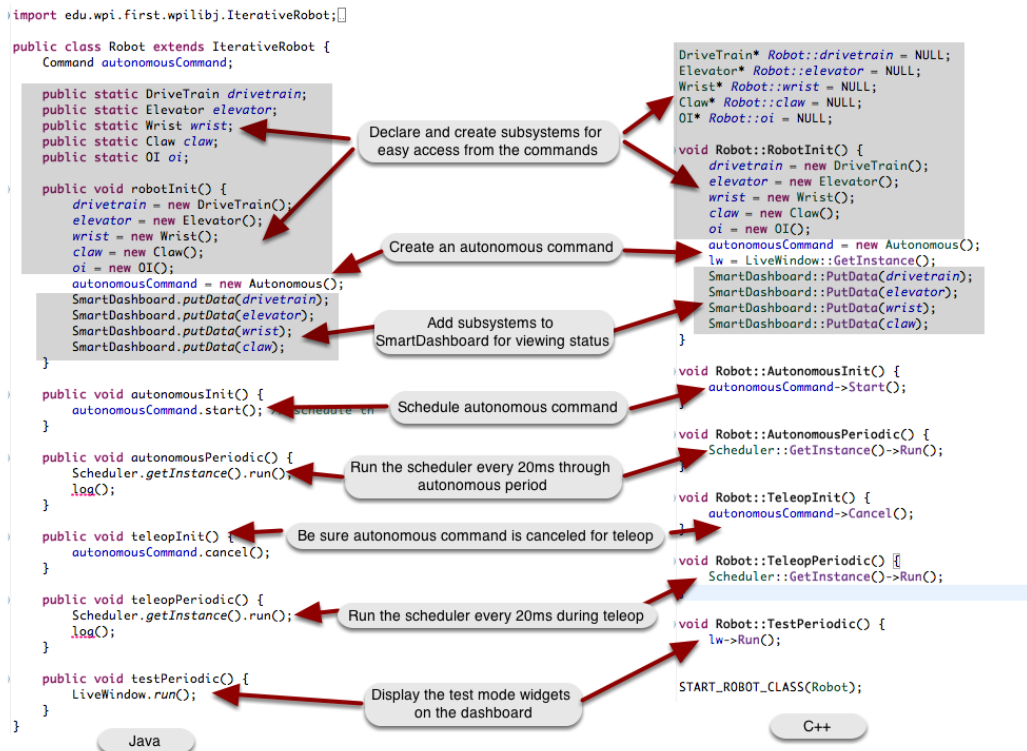 import edu.wpi.first.wpilibj.IterativeRobot;
public class Robot extends IterativeRobot {
Command autonomousCommand;
public static DriveTrain drivetrain;
public static Elevator elevator;
public static Wrist wrist;
public static Claw claw;
public static OI oi;
public void robotInit() {
drivetrain = new DriveTrain();
elevator = new Elevator();
wrist = new Wrist();
claw = new Claw();
oi = new OI();
autonomousCommand = new Autonomous();
SmartDashboard.putData(drivetrain);
SmartDashboard.putData(elevator);
SmartDashboard.putData(wrist);
SmartDashboard.putData(claw);
}
public void autonomousInit() {
autonomousCommand.start(); schedule th
}
public void autonomousPeriodic() {
Scheduler.getInstance().run();
log();
}
public void teleopInit() {
autonomousCommand.cancel();
}
public void teleopPeriodic() {
Scheduler.getInstance().run();
log();
}
public void testPeriodic() {
LiveWindow.run();
}
}
Java
Declare and create subsystems for
easy access from the commands
Create an autonomous command
Add subsystems to
SmartDashboard for viewing status
Schedule autonomous command
Run the scheduler every 20ms through
autonomous period
Be sure autonomous command is canceled for teleop
Run the scheduler every 20ms during teleop
Display the test mode widgets
on the dashboard
DriveTrain* Robot::drivetrain = NULL;
Elevator* Robot::elevator = NULL;
Wrist* Robot::wrist = NULL;
Claw* Robot::claw = NULL;
OI* Robot::oi = NULL;
void Robot::RobotInit() {
drivetrain = new DriveTrain();
elevator = new Elevator();
wrist = new Wrist();
claw = new Claw();
oi = new OI();
autonomousCommand = new Autonomous();
lw = LiveWindow::GetInstance();
SmartDashboard::PutData(drivetrain);
SmartDashboard::PutData(elevator);
SmartDashboard::PutData(wrist);
SmartDashboard::PutData(claw);
}
void Robot::AutonomousInit() {
autonomousCommand->Start();
}
void Robot::AutonomousPeriodic() {
Scheduler::GetInstance()->Run();
}
void Robot::TeleopInit() {
autonomousCommand->Cancel();
}
void Robot::TeleopPeriodic() {
Scheduler::GetInstance()->Run();
void Robot::TestPeriodic() {
lw->Run();
START_ROBOT_CLASS(Robot);
C++